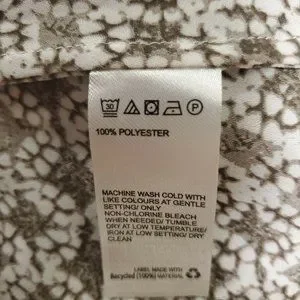 30 P
100% POLYESTER
MACHINE WASH COLD WITH
LIKE COLOURS AT GENTLE
SETTING/ ONLY
NON-CHLORINE BLEACH
WHEN NEEDED/ TUMBLE
DRY AT LOW TEMPERATURE/
IRON AT LOW SETTING/ DRY
CLEAN
LABEL MADE WITH
Recycled (100%) MATERIAL